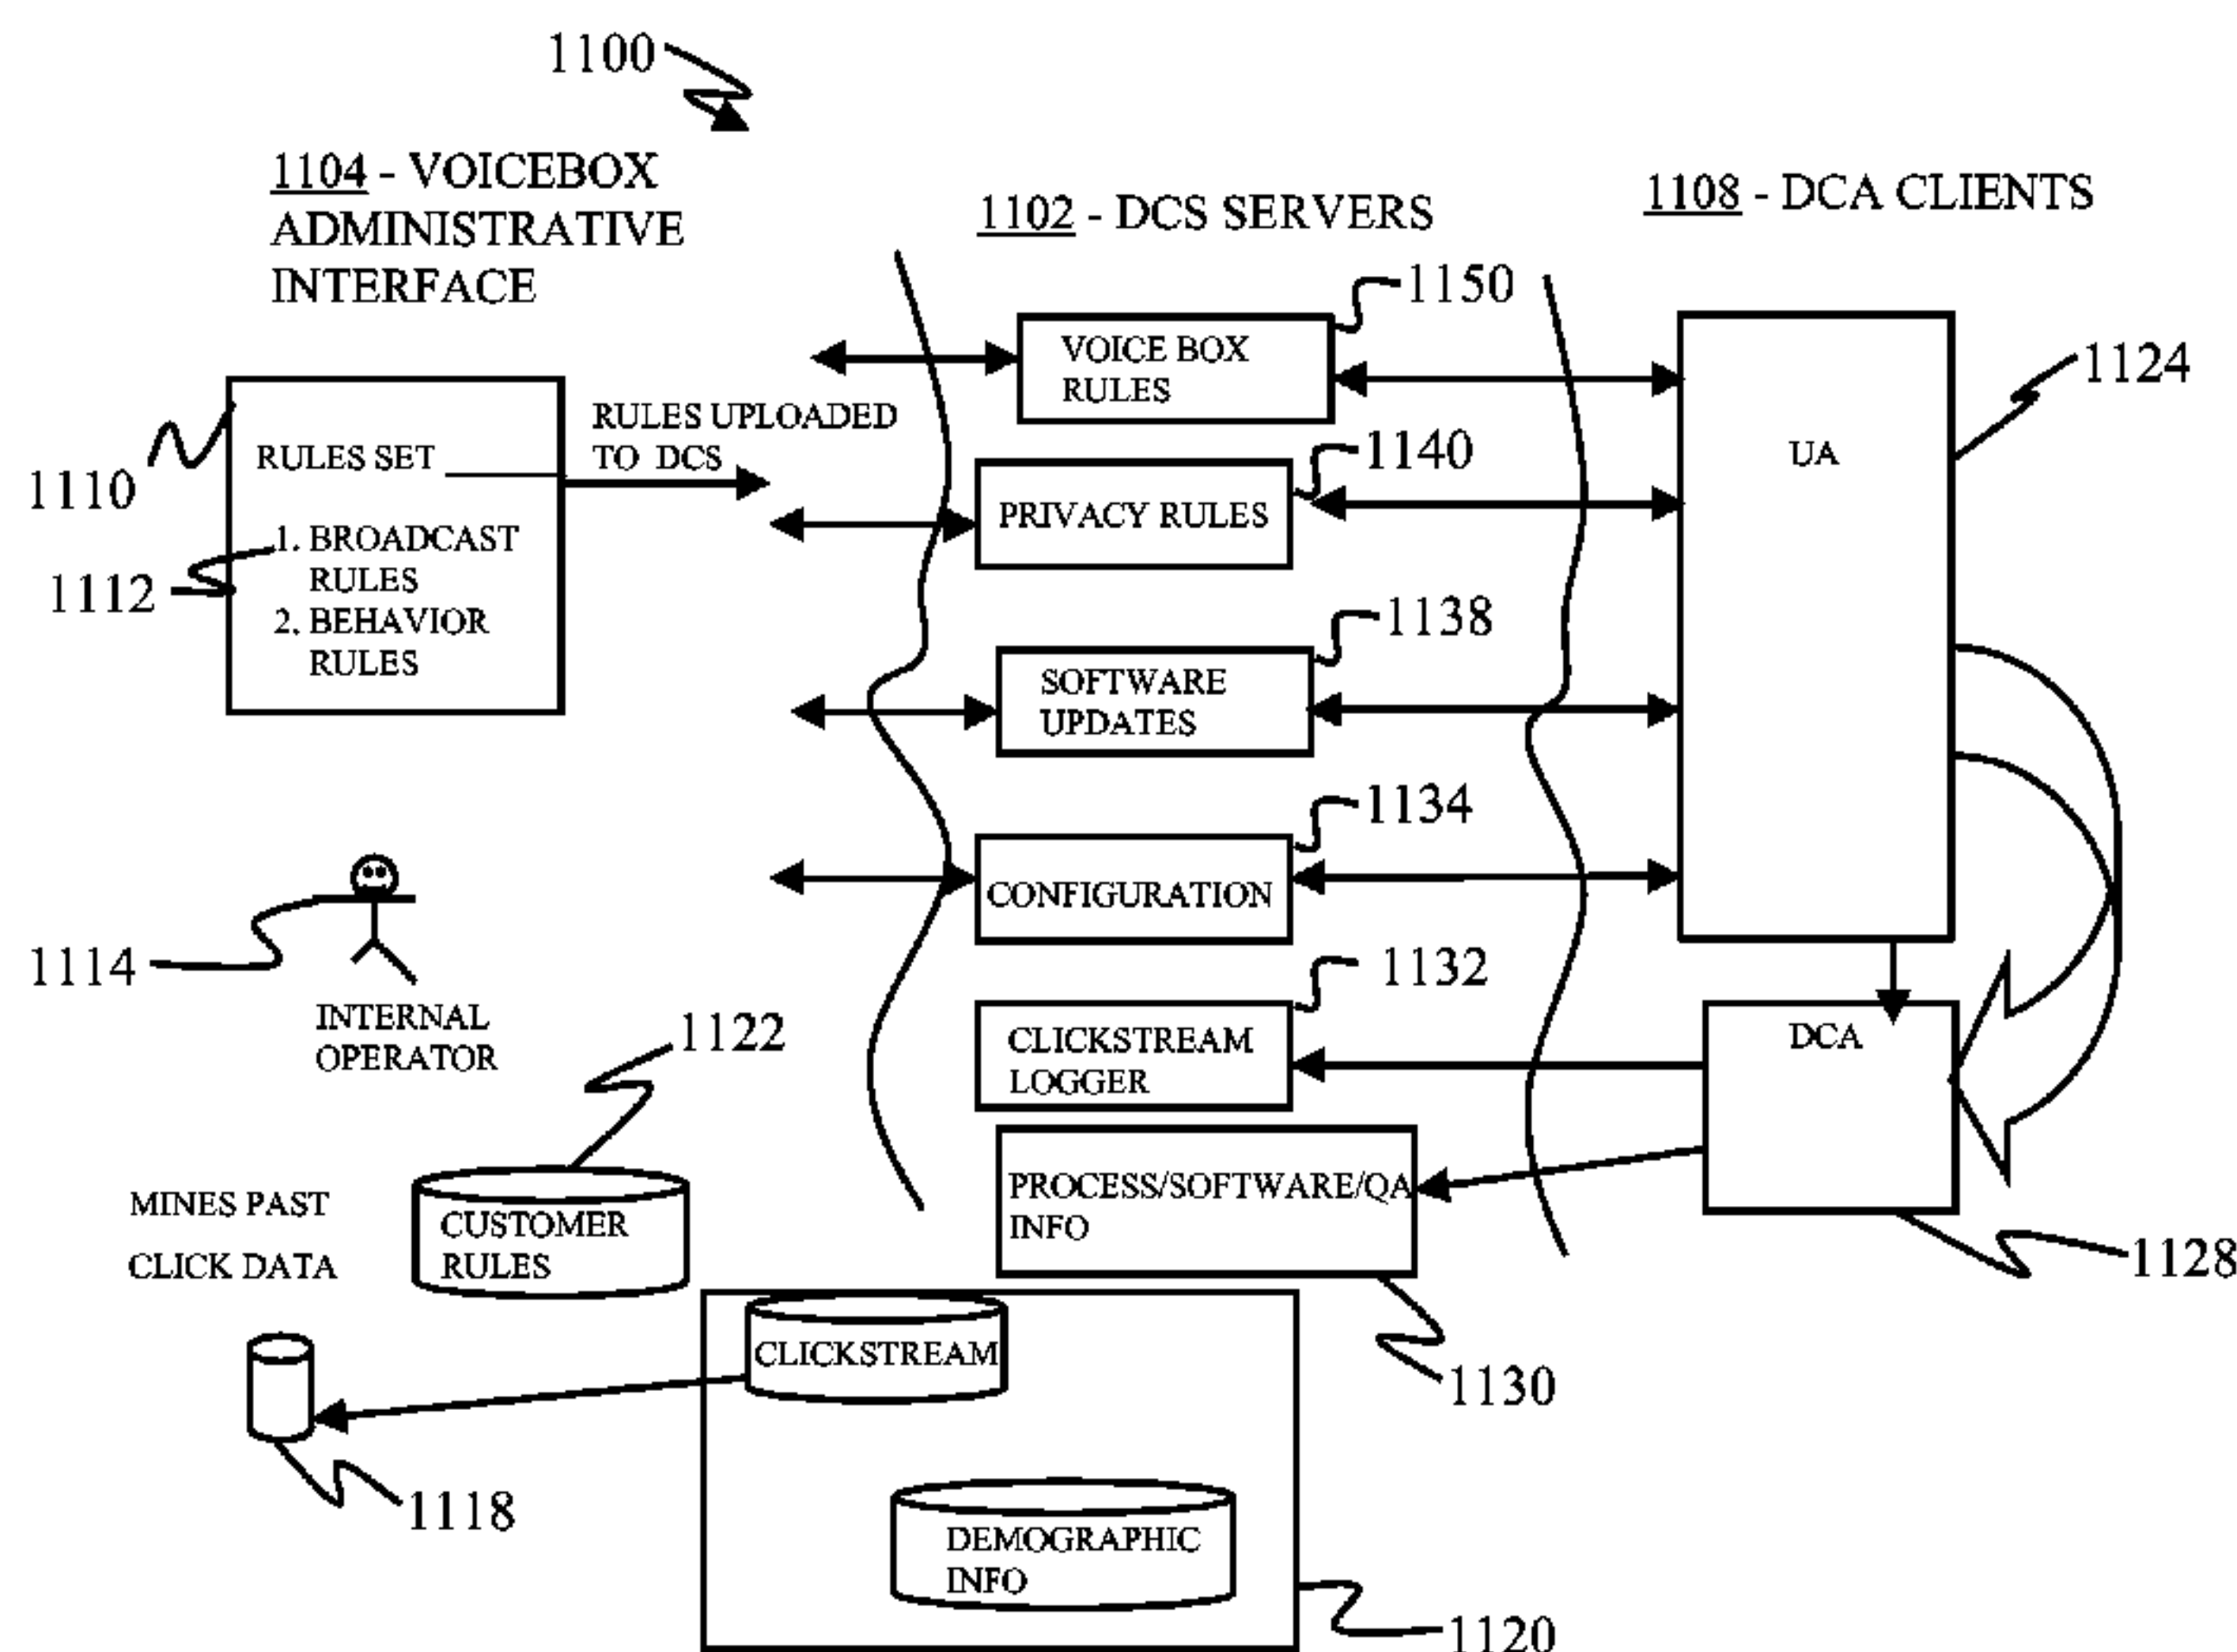 1100
1104 - VOICEBOX
ADMINISTRATIVE
INTERFACE
1102 - DCS SERVERS
1108 - DCA CLIENTS
1150
VOICE BOX
RULES
1124
RULES UPLOADED
TO DCS
RULES SET
1110
1. BROADCAST
RULES
2. BEHAVIOR
RULES
1112
1140
PRIVACY RULES
UA
1138
SOFTWARE
UPDATES
1134
CONFIGURATION
1114
INTERNAL
OPERATOR
1132
CLICKSTREAM
LOGGER
DCA
1122
MINES PAST
CLICK DATA
CUSTOMER
RULES
PROCESS/SOFTWARE/QA
INFO
1128
CLICKSTREAM
1130
1118
DEMOGRAPHIC
INFO
1120